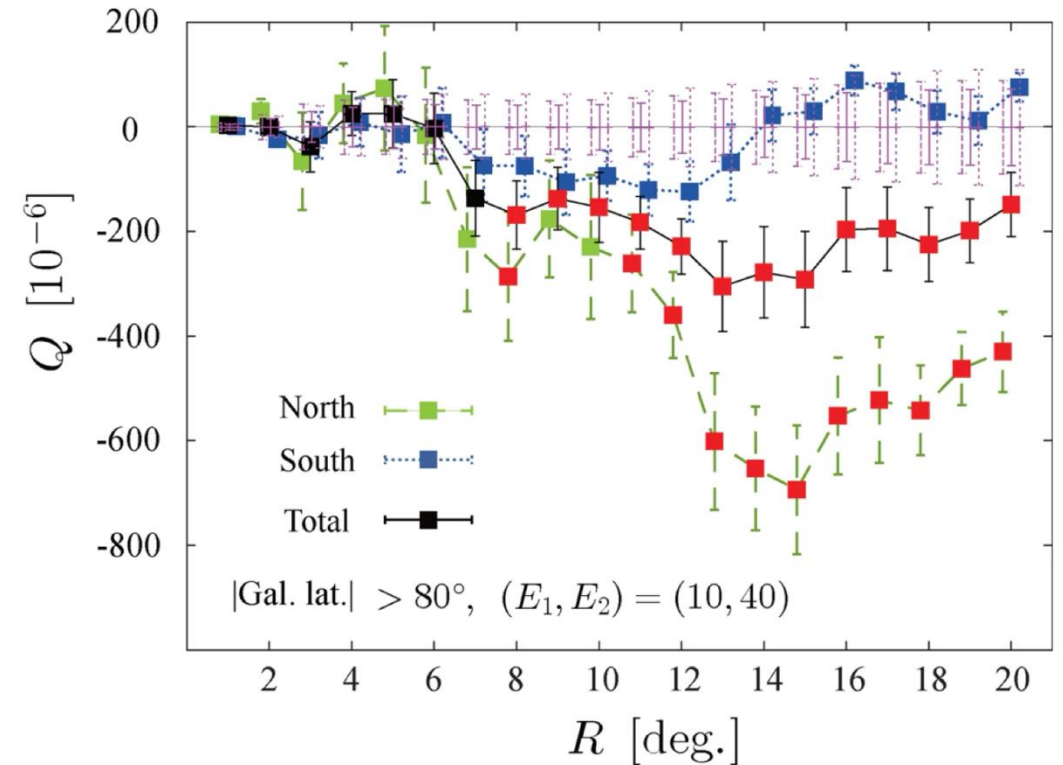 200
0
-200
-400
-600
-800
Q [10⁻⁶]
North
South
Total
|Gal. lat.| > 80°, (E₁, E₂) = (10, 40)
2 4 6 8 10 12 14 16 18 20
R [deg.]